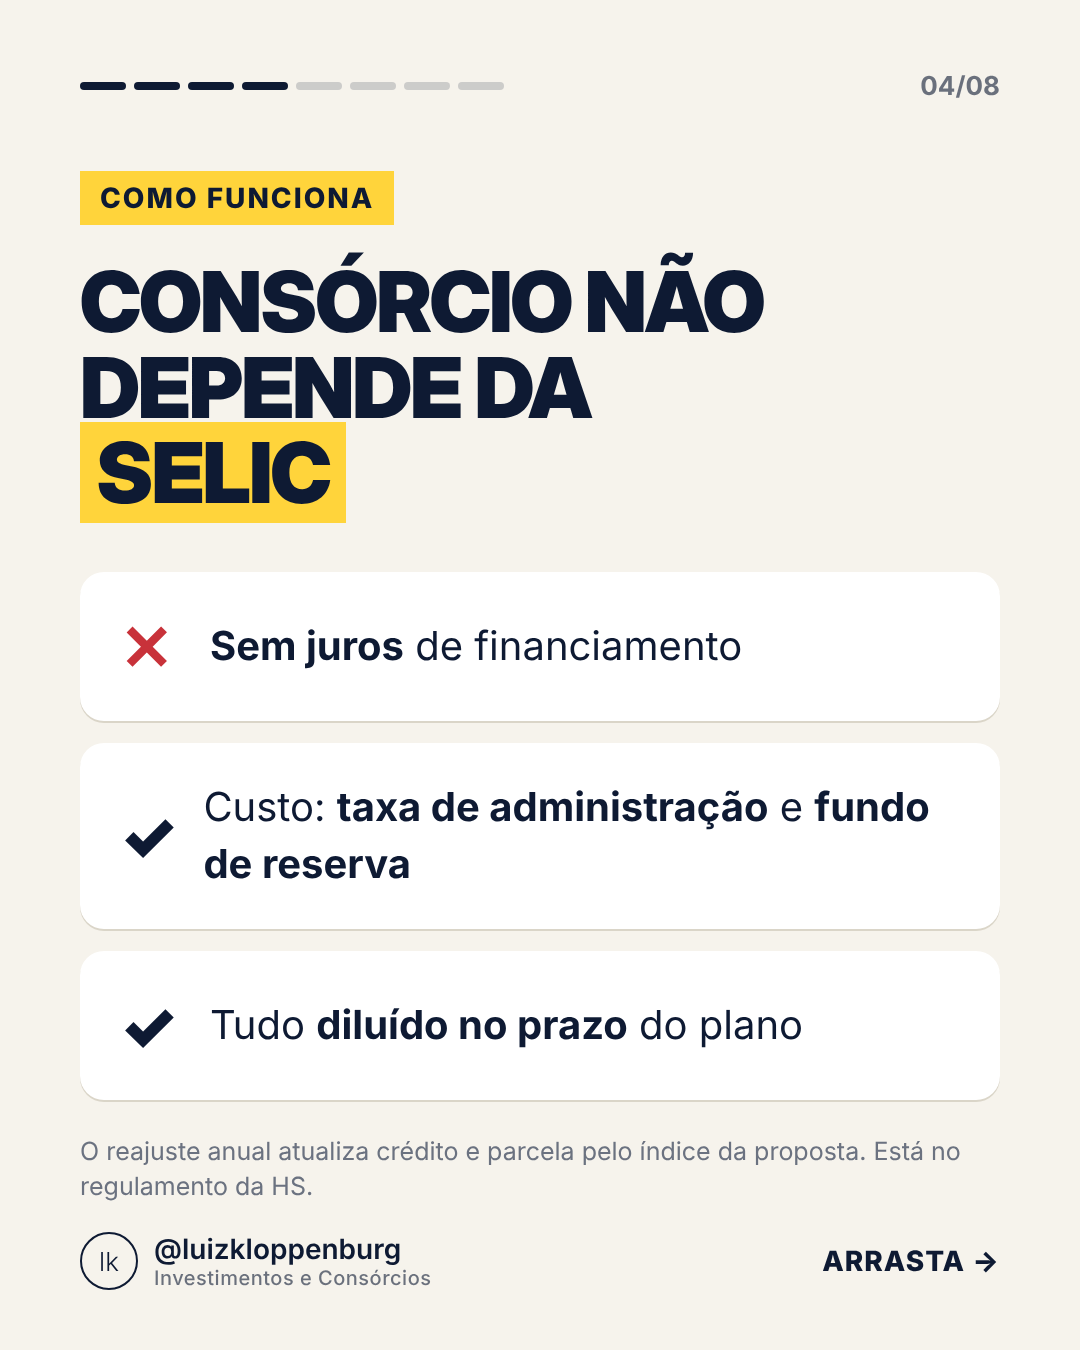 04/08
COMO FUNCIONA
CONSÓRCIO NÃO
DEPENDE DA
SELIC
Sem juros de financiamento
Custo: taxa de administração e fundo
de reserva
Tudo diluído no prazo do plano
O reajuste anual atualiza crédito e parcela pelo índice da proposta. Está no
regulamento da HS.
lk
@luizkloppenburg
Investimentos e Consórcios
ARRASTA →